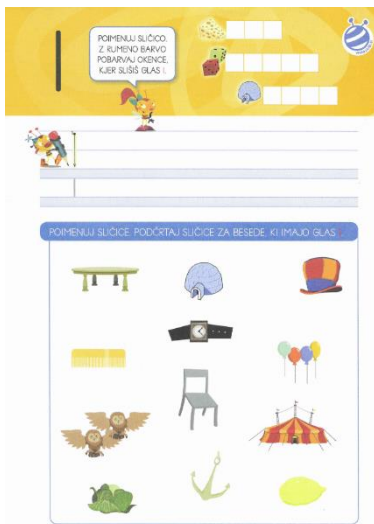 I
POIMENUJ SLIČICO.
Z RUMENO BARVO
POBARVAJ OKENCE,
KJER SLIŠIŠ GLAS I.
POIMENUJ SLIČICE. PODČRTAJ SLIČICE ZA BESEDE, KI IMAJO GLAS